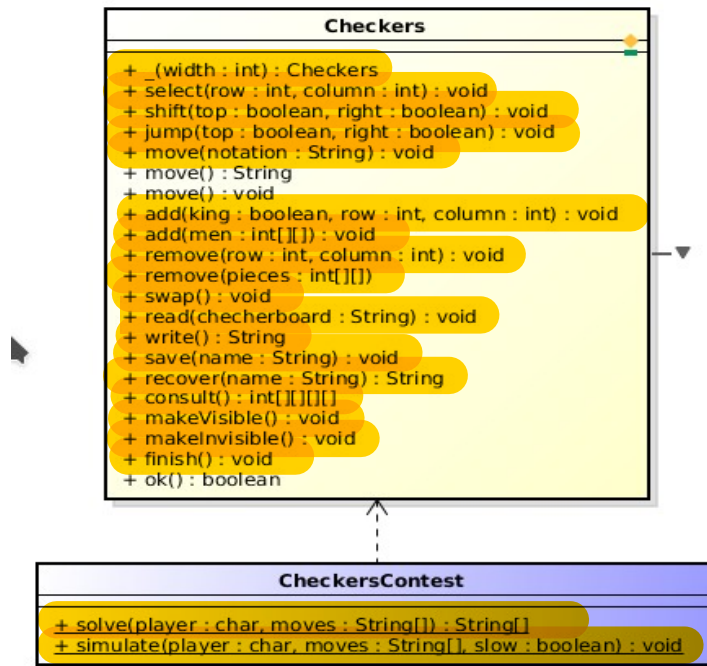 Checkers
+ _(width : int) : Checkers
+ select(row : int, column : int) : void
+ shift(top : boolean, right : boolean) : void
+ jump(top : boolean, right : boolean) : void
+ move(notation : String) : void
+ move() : String
+ move() : void
+ add(king : boolean, row : int, column : int) : void
+ add(men : int[][]) : void
+ remove(row : int, column : int) : void
+ remove(pieces : int[][])
+ swap() : void
+ read(checherboard : String) : void
+ write() : String
+ save(name : String) : void
+ recover(name : String) : String
+ consult() : int[][][][]
+ makeVisible() : void
+ makeInvisible() : void
+ finish() : void
+ ok() : boolean
CheckersContest
+ solve(player : char, moves : String[]) : String[]
+ simulate(player : char, moves : String[], slow : boolean) : void